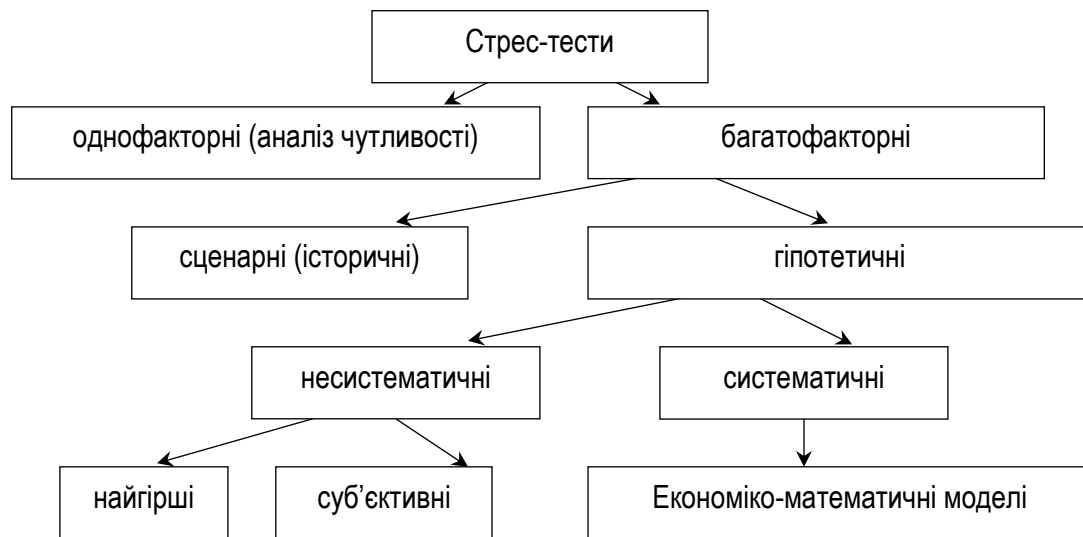 Стрес-тести
однофакторні (аналіз чутливості)
багатофакторні
сценарні (історичні)
гіпотетичні
несистематичні
систематичні
найгірші
суб’єктивні
Економіко-математичні моделі